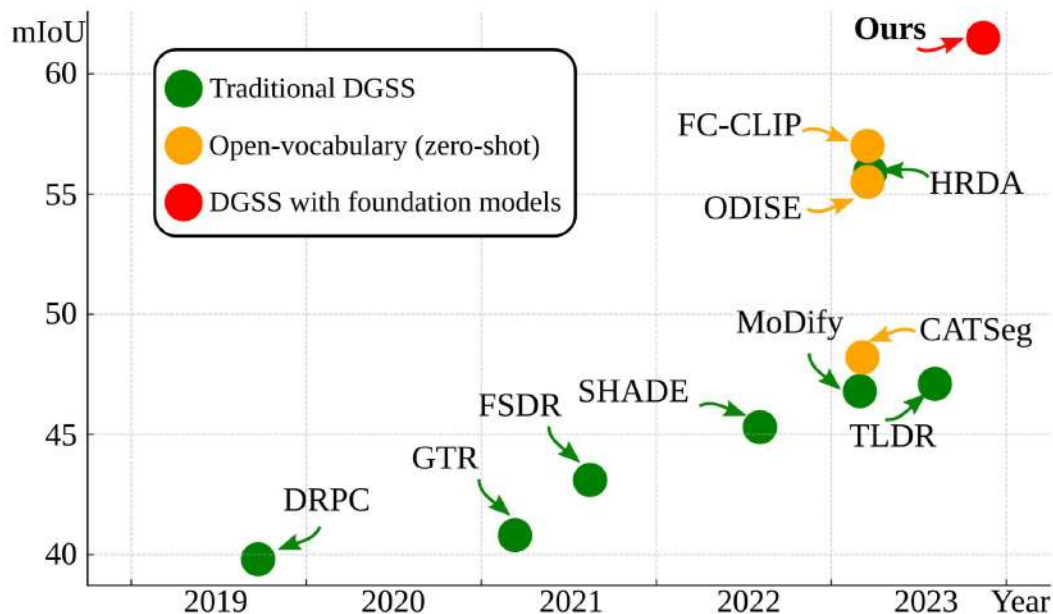 mIoU
Ours
60
Traditional DGSS
Open-vocabulary (zero-shot)
DGSS with foundation models
FC-CLIP
55
HRDA
ODISE
50
MoDify
CATSeg
SHADE
FSDR
45
TLDR
GTR
DRPC
40
2019 2020 2021 2022 2023 Year